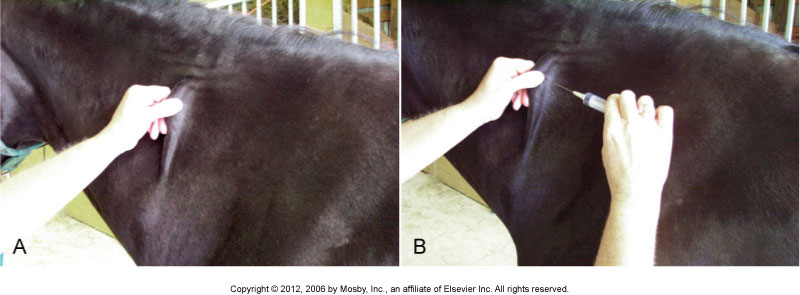 A B
Copyright © 2012, 2006 by Mosby, Inc., an affiliate of Elsevier Inc. All rights reserved.